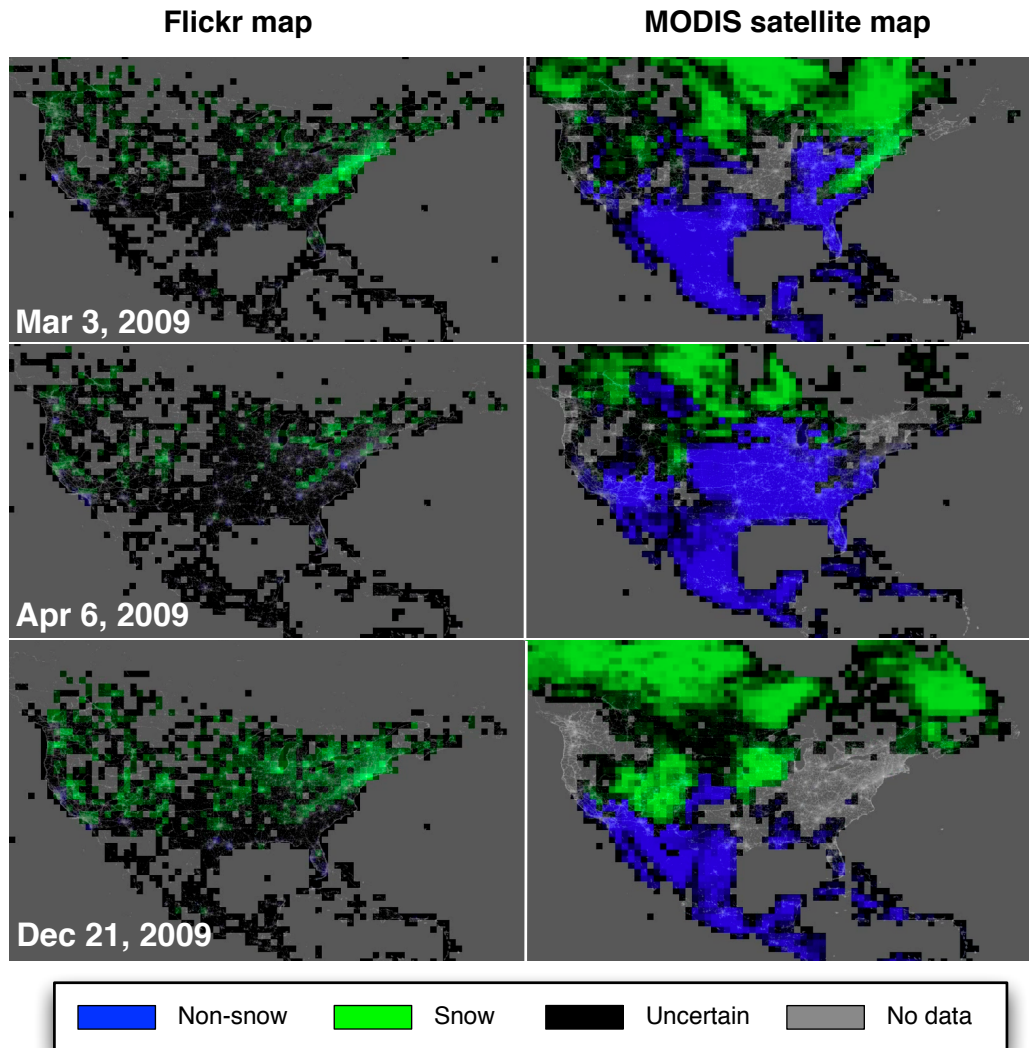 Flickr map
MODIS satellite map
Mar 3, 2009
Apr 6, 2009
Dec 21, 2009
Non-snow
Snow
Uncertain
No data